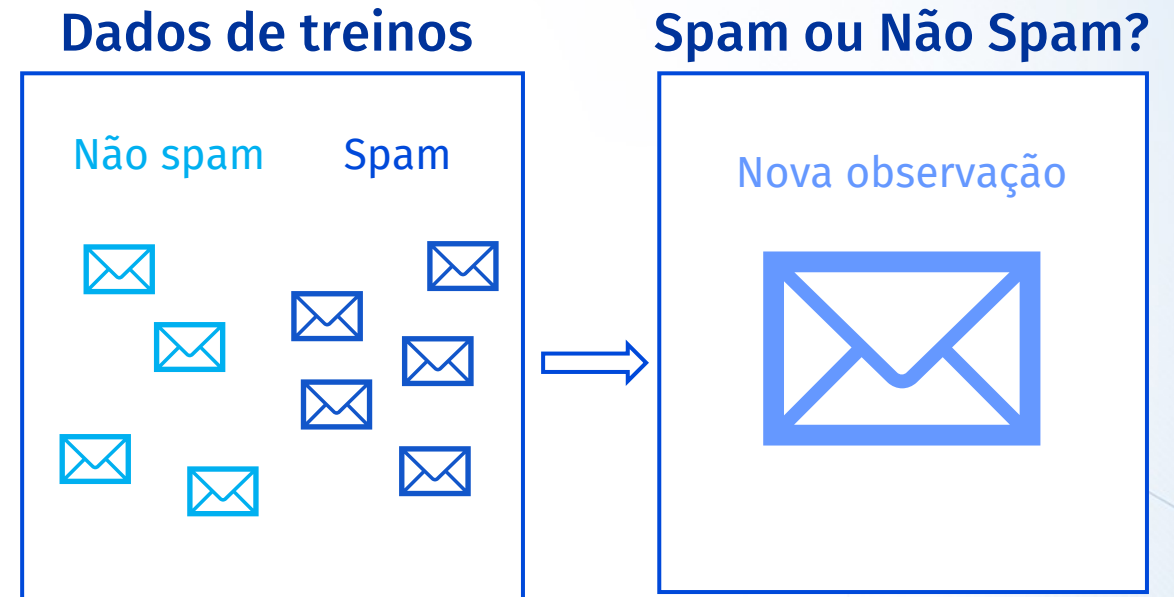 Dados de treinos
Spam ou Não Spam?
Não spam
Spam
Nova observação